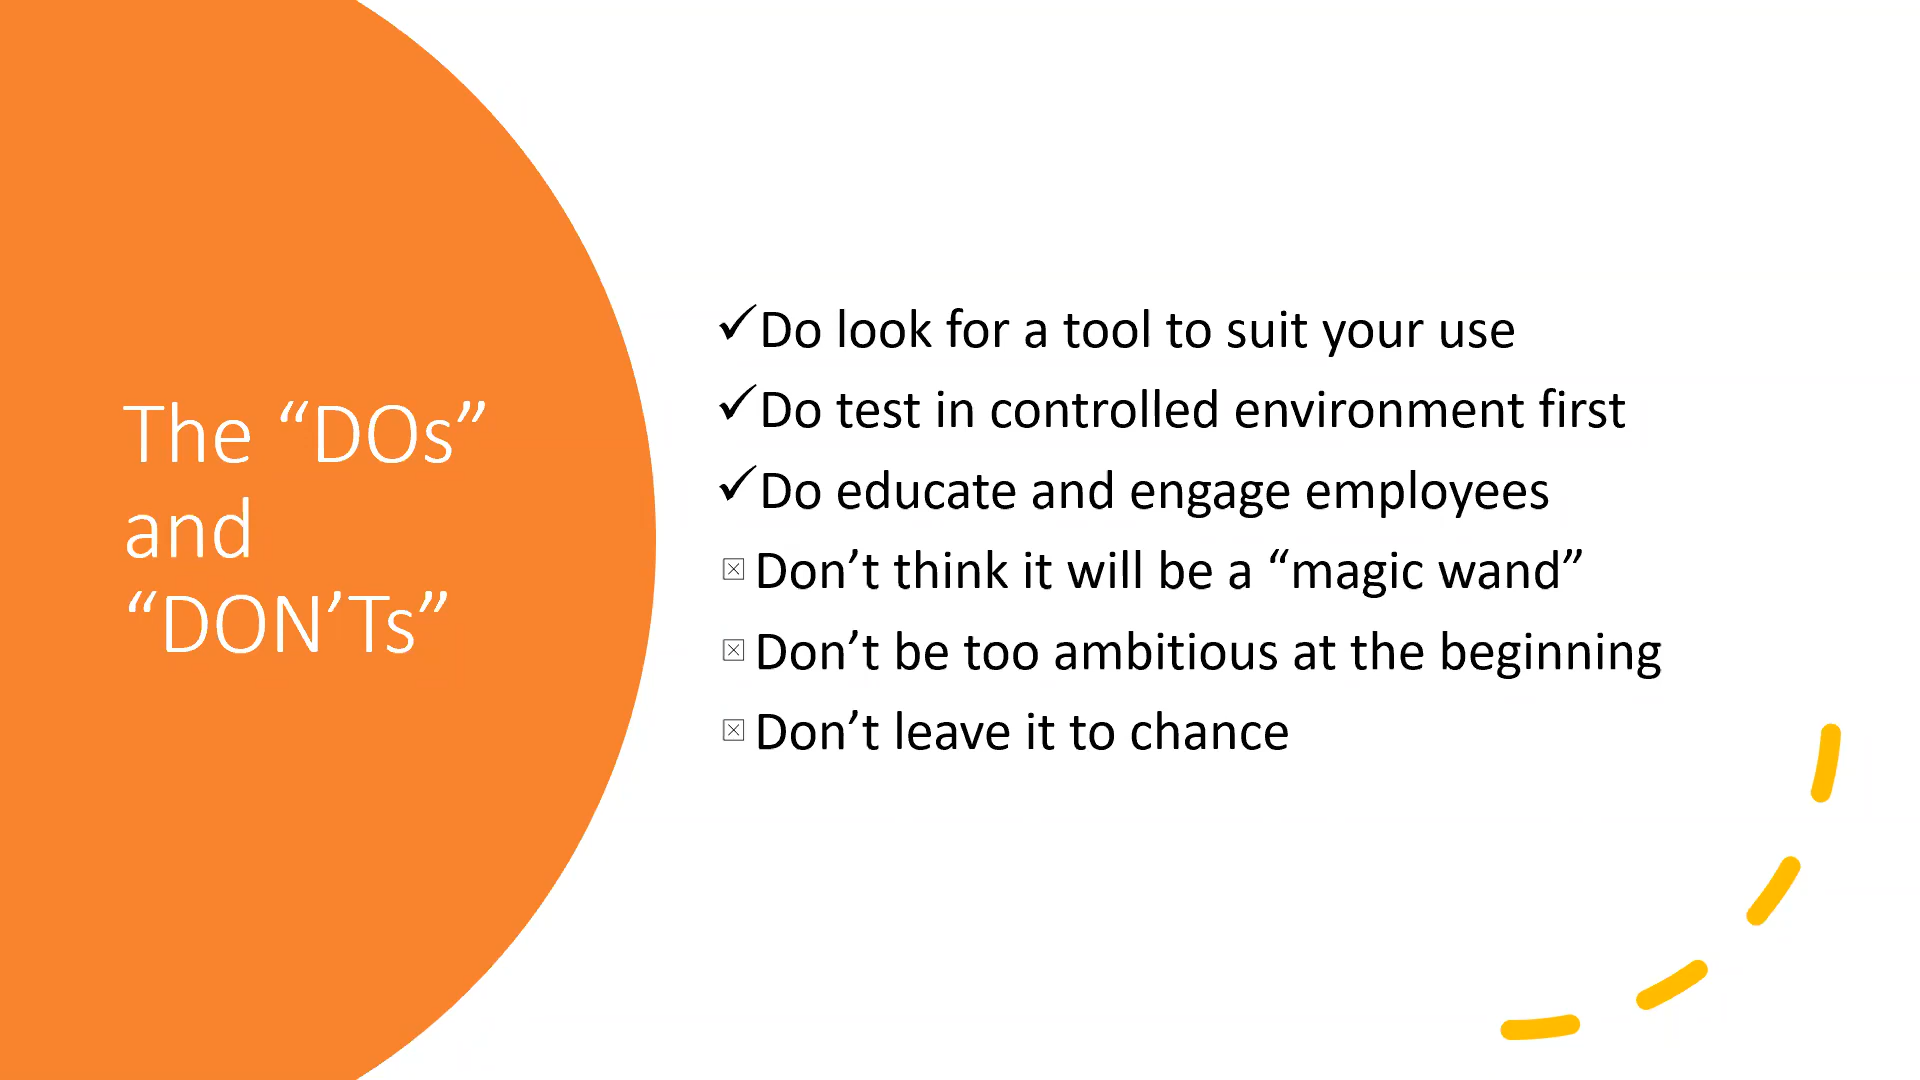 The “DOs”
and
“DON’Ts”
✓Do look for a tool to suit your use
✓Do test in controlled environment first
✓Do educate and engage employees
☒ Don’t think it will be a “magic wand”
☒ Don’t be too ambitious at the beginning
☒ Don’t leave it to chance